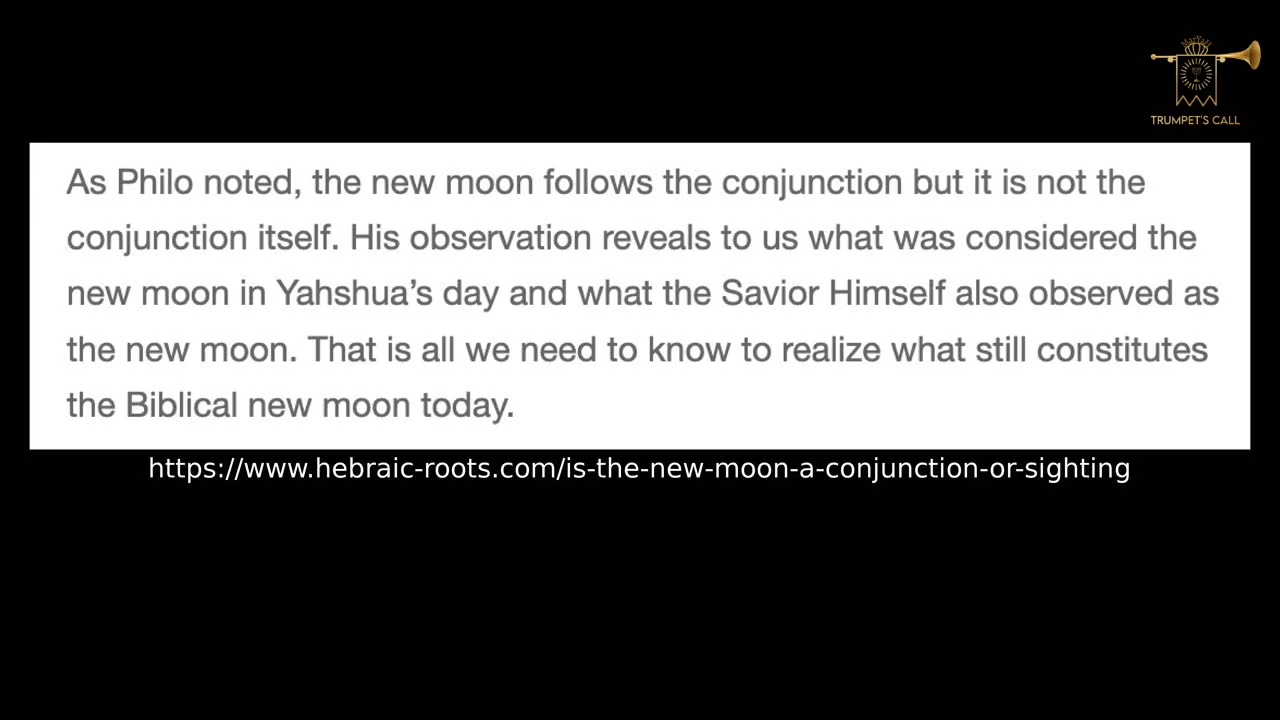 MarYah
TRUMPET'S CALL
As Philo noted, the new moon follows the conjunction but it is not the
conjunction itself. His observation reveals to us what was considered the
new moon in Yahshua’s day and what the Savior Himself also observed as
the new moon. That is all we need to know to realize what still constitutes
the Biblical new moon today.
https://www.hebraic-roots.com/is-the-new-moon-a-conjunction-or-sighting